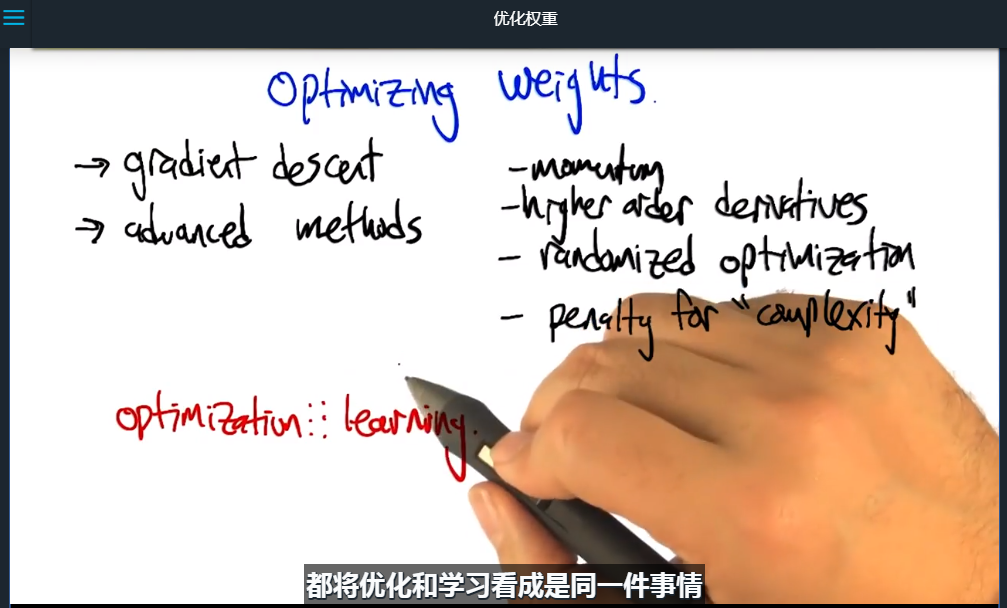 优化权重
Optimizing weights.
→ gradient descent
→ advanced methods
- momentum
- higher order derivatives
- randomized optimization
- penalty for "complexity"
optimization :: learning.
都将优化和学习看成是同一件事情